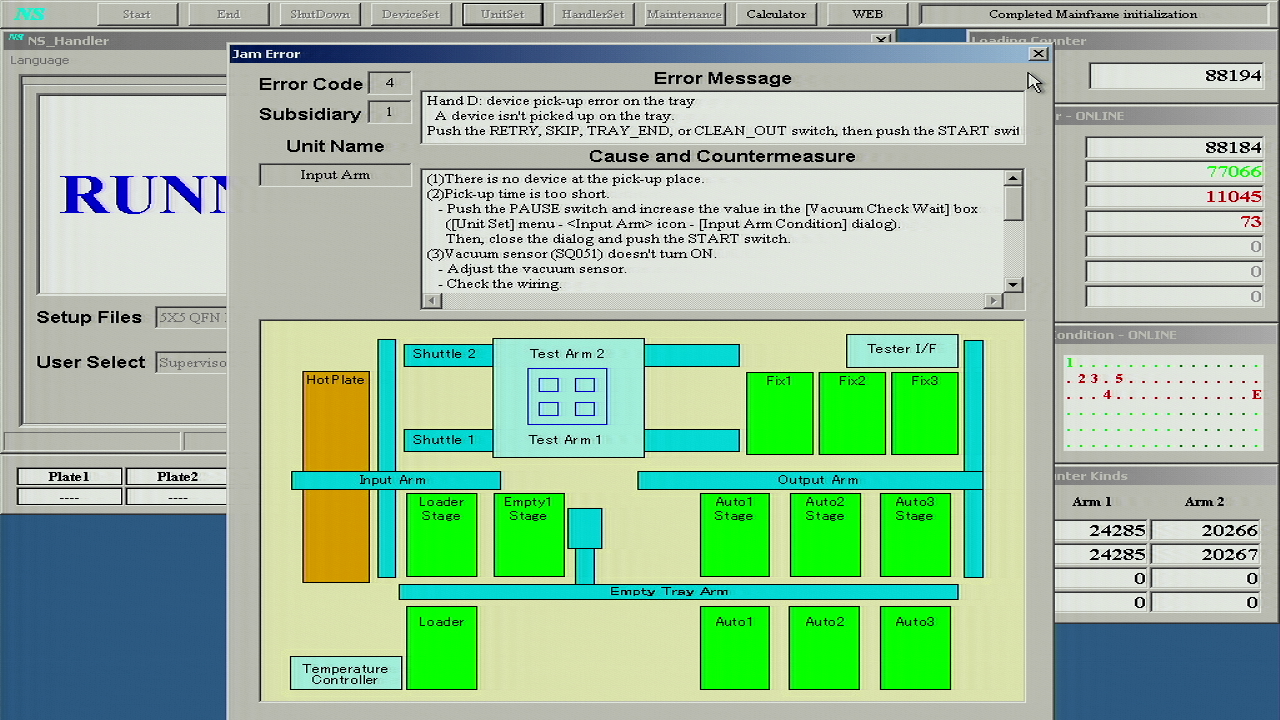 NS
Start
End
ShutDown
DeviceSet
UnitSet
HandlerSet
Maintenance
Calculator
WEB
Completed Mainframe initialization
NS NS_Handler
Language
RUNN
Setup Files
5X5 QFN
User Select
Superviso
Plate1
Plate2
----
----
Jam Error
Error Code
4
Subsidiary
1
Unit Name
Input Arm
Error Message
Hand D: device pick-up error on the tray
A device isn't picked up on the tray.
Push the RETRY, SKIP, TRAY_END, or CLEAN_OUT switch, then push the START swit
Cause and Countermeasure
(1)There is no device at the pick-up place.
(2)Pick-up time is too short.
- Push the PAUSE switch and increase the value in the [Vacuum Check Wait] box
([Unit Set] menu - <Input Arm> icon - [Input Arm Condition] dialog).
Then, close the dialog and push the START switch.
(3)Vacuum sensor (SQ051) doesn't turn ON.
- Adjust the vacuum sensor.
- Check the wiring.
HotPlate
Shuttle 2
Test Arm 2
Shuttle 1
Test Arm 1
Tester I/F
Fix1
Fix2
Fix3
Input Arm
Output Arm
Loader
Stage
Empty1
Stage
Auto1
Stage
Auto2
Stage
Auto3
Stage
Empty Tray Arm
Loader
Auto1
Auto2
Auto3
Temperature
Controller
Loading Counter
88194
r - ONLINE
88184
77066
11045
73
0
0
0
ondition - ONLINE
1 . . . . . . . . . . . . . . .
. 2 3 . 5 . . . . . . . . . . .
. . . 4 . . . . . . . . . . . E
unter Kinds
Arm 1
Arm 2
24285
20266
24285
20267
0
0
0
0